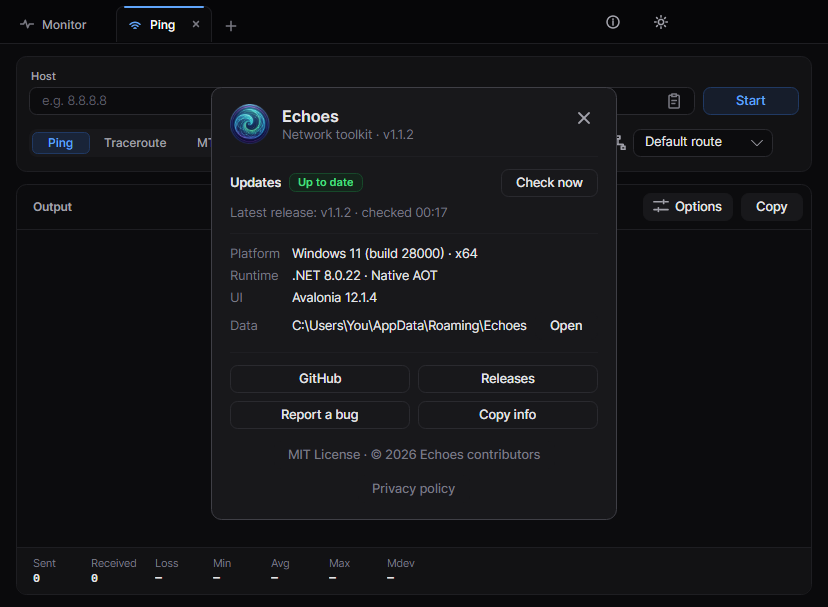 Monitor
Ping
Host
e.g. 8.8.8.8
Start
Ping
Traceroute
Default route
Output
Options
Copy
Echoes
Network toolkit · v1.1.2
Updates
Up to date
Check now
Latest release: v1.1.2 · checked 00:17
Platform Windows 11 (build 28000) · x64
Runtime .NET 8.0.22 · Native AOT
UI Avalonia 12.1.4
Data C:\Users\You\AppData\Roaming\Echoes Open
GitHub Releases
Report a bug Copy info
MIT License · © 2026 Echoes contributors
Privacy policy
Sent Received Loss Min Avg Max Mdev
0 0 – – – – –